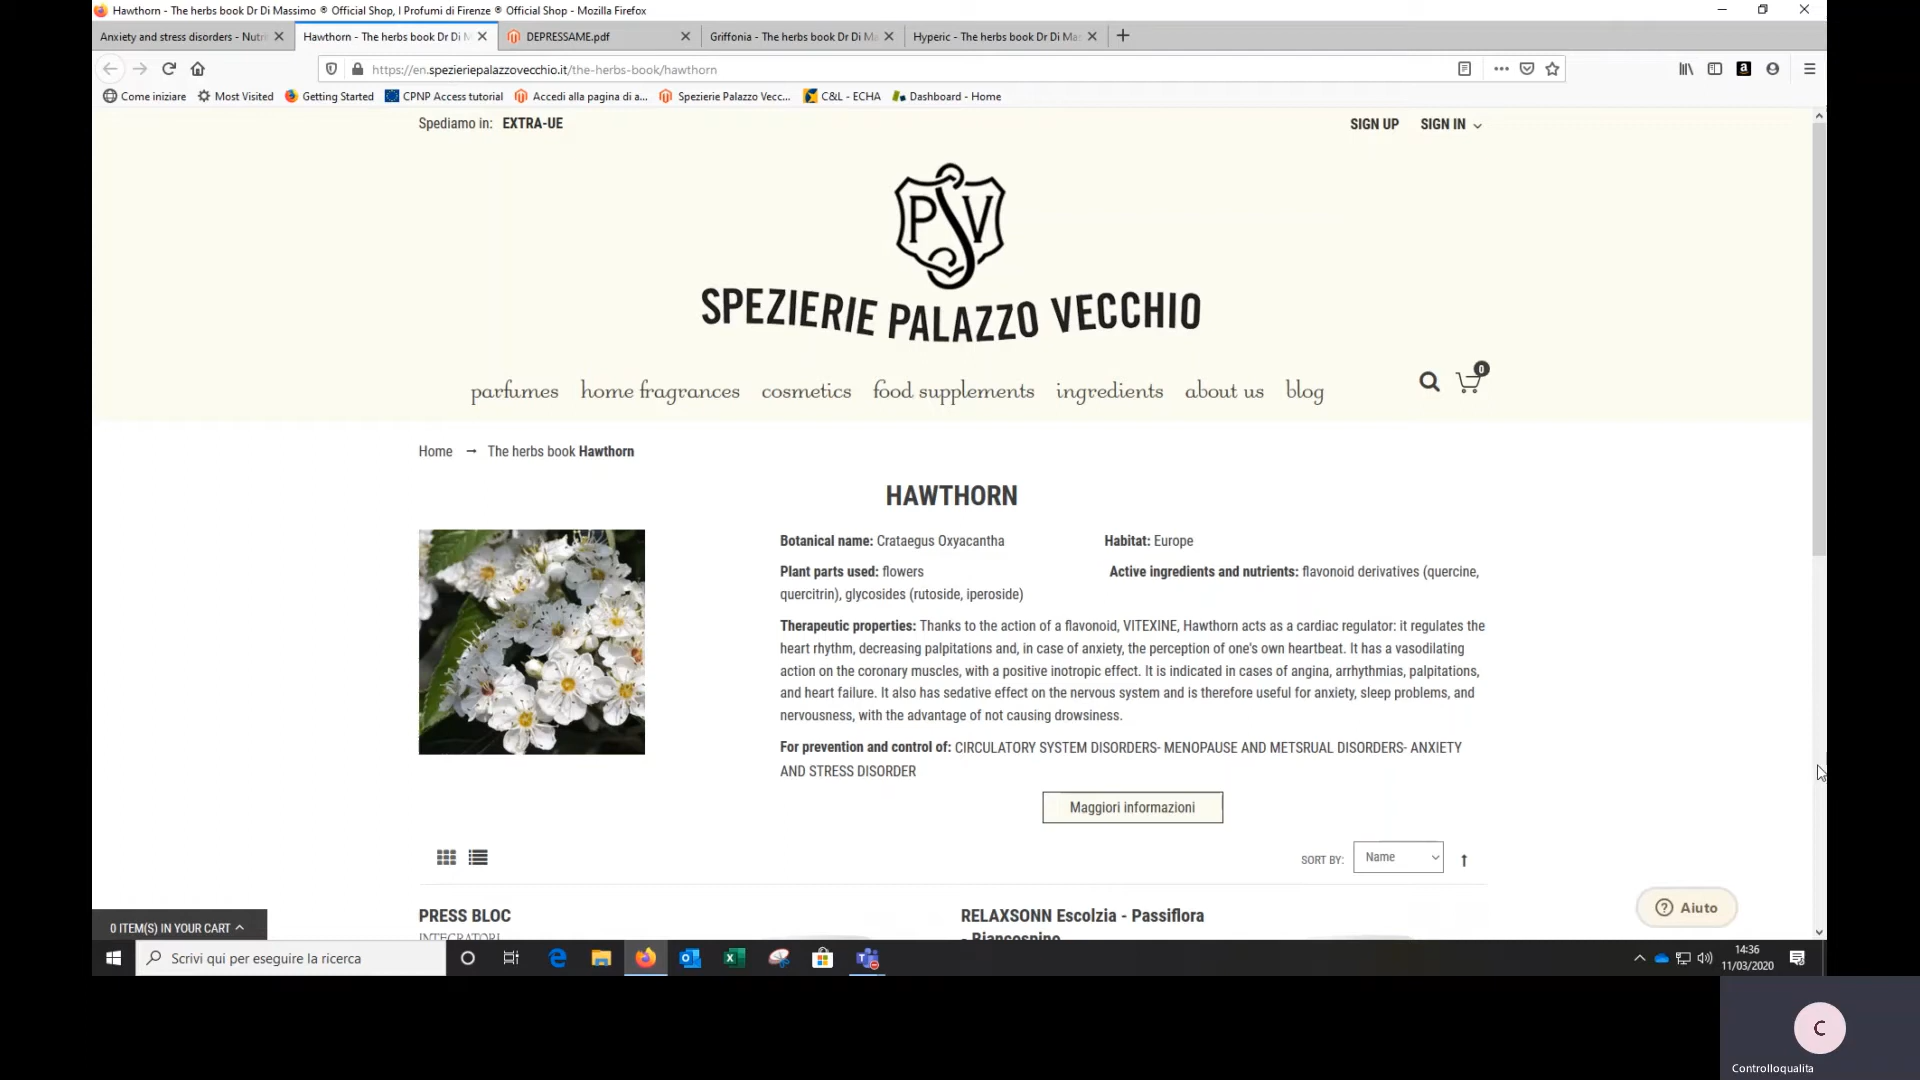 Hawthorn - The herbs book Dr Di Massimo ® Official Shop, I Profumi di Firenze ® Official Shop - Mozilla Firefox
Anxiety and stress disorders - Nutri
Hawthorn - The herbs book Dr Di M
DEPRESSAME.pdf
Griffonia - The herbs book Dr Di Ma
Hyperic - The herbs book Dr Di Mas
https://en.spezieriepalazzovecchio.it/the-herbs-book/hawthorn
Come iniziare
Most Visited
Getting Started
CPNP Access tutorial
Accedi alla pagina di a...
Spezierie Palazzo Vecc...
C&L - ECHA
Dashboard - Home
Spediamo in: EXTRA-UE
SIGN UP SIGN IN
PSV
SPEZIERIE PALAZZO VECCHIO
parfumes home fragrances cosmetics food supplements ingredients about us blog
0
Home → The herbs book Hawthorn
HAWTHORN
Botanical name: Crataegus Oxyacantha Habitat: Europe
Plant parts used: flowers Active ingredients and nutrients: flavonoid derivatives (quercine,
quercitrin), glycosides (rutoside, iperoside)
Therapeutic properties: Thanks to the action of a flavonoid, VITEXINE, Hawthorn acts as a cardiac regulator: it regulates the
heart rhythm, decreasing palpitations and, in case of anxiety, the perception of one's own heartbeat. It has a vasodilating
action on the coronary muscles, with a positive inotropic effect. It is indicated in cases of angina, arrhythmias, palpitations,
and heart failure. It also has sedative effect on the nervous system and is therefore useful for anxiety, sleep problems, and
nervousness, with the advantage of not causing drowsiness.
For prevention and control of: CIRCULATORY SYSTEM DISORDERS- MENOPAUSE AND METSRUAL DISORDERS- ANXIETY
AND STRESS DISORDER
Maggiori informazioni
SORT BY: Name
PRESS BLOC
INTEGRATORI
RELAXSONN Escolzia - Passiflora
- Biancospino
Aiuto
0 ITEM(S) IN YOUR CART
Scrivi qui per eseguire la ricerca
14:36
11/03/2020
C
Controlloqualita